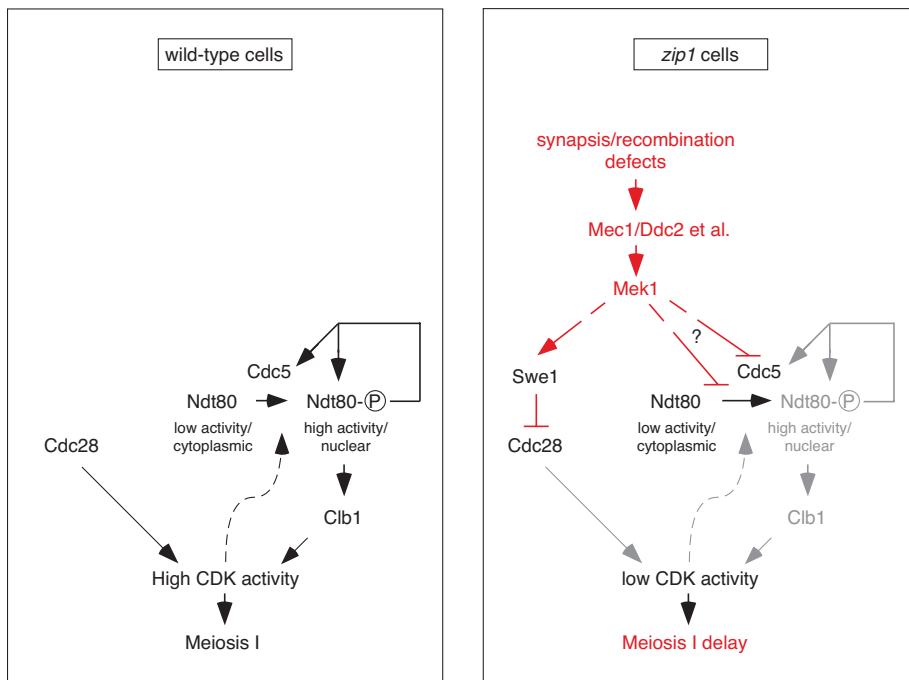 wild-type cells
Cdc5
Ndt80
Ndt80-P
low activity/
cytoplasmic
high activity/
nuclear
Cdc28
Clb1
High CDK activity
Meiosis I
zip1 cells
synapsis/recombination
defects
Mec1/Ddc2 et al.
Mek1
?
Swe1
Cdc5
Ndt80
Ndt80-P
low activity/
cytoplasmic
high activity/
nuclear
Cdc28
Clb1
low CDK activity
Meiosis I delay